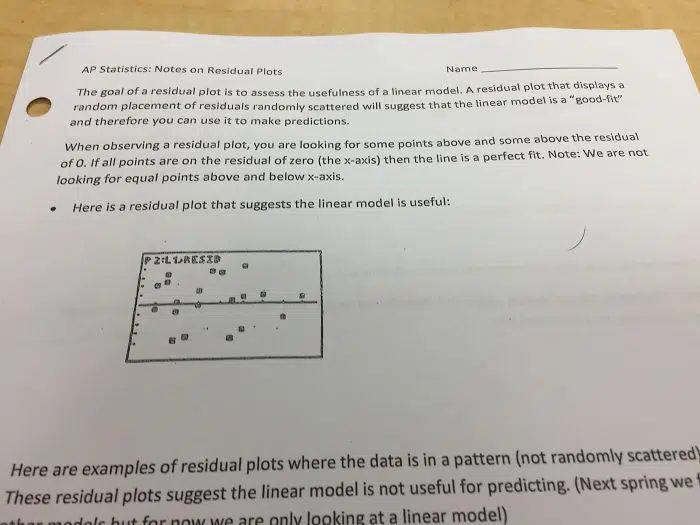 AP Statistics: Notes on Residual Plots Name
The goal of a residual plot is to assess the usefulness of a linear model. A residual plot that displays a
random placement of residuals randomly scattered will suggest that the linear model is a "good-fit"
and therefore you can use it to make predictions.
When observing a residual plot, you are looking for some points above and some above the residual
of 0. If all points are on the residual of zero (the x-axis) then the line is a perfect fit. Note: We are not
looking for equal points above and below x-axis.
• Here is a residual plot that suggests the linear model is useful:
P2:L1,RESID
Here are examples of residual plots where the data is in a pattern (not randomly scattered)
These residual plots suggest the linear model is not useful for predicting. (Next spring we
other models but for now we are only looking at a linear model)